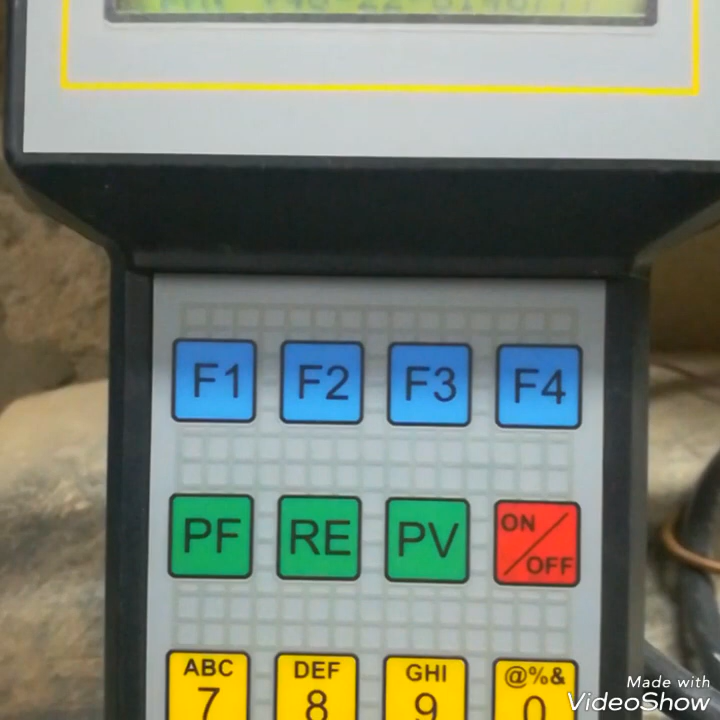 F1 F2 F3 F4
PF RE PV ON/OFF
ABC DEF GHI @%&
7 8 9 0
Made with
VideoShow